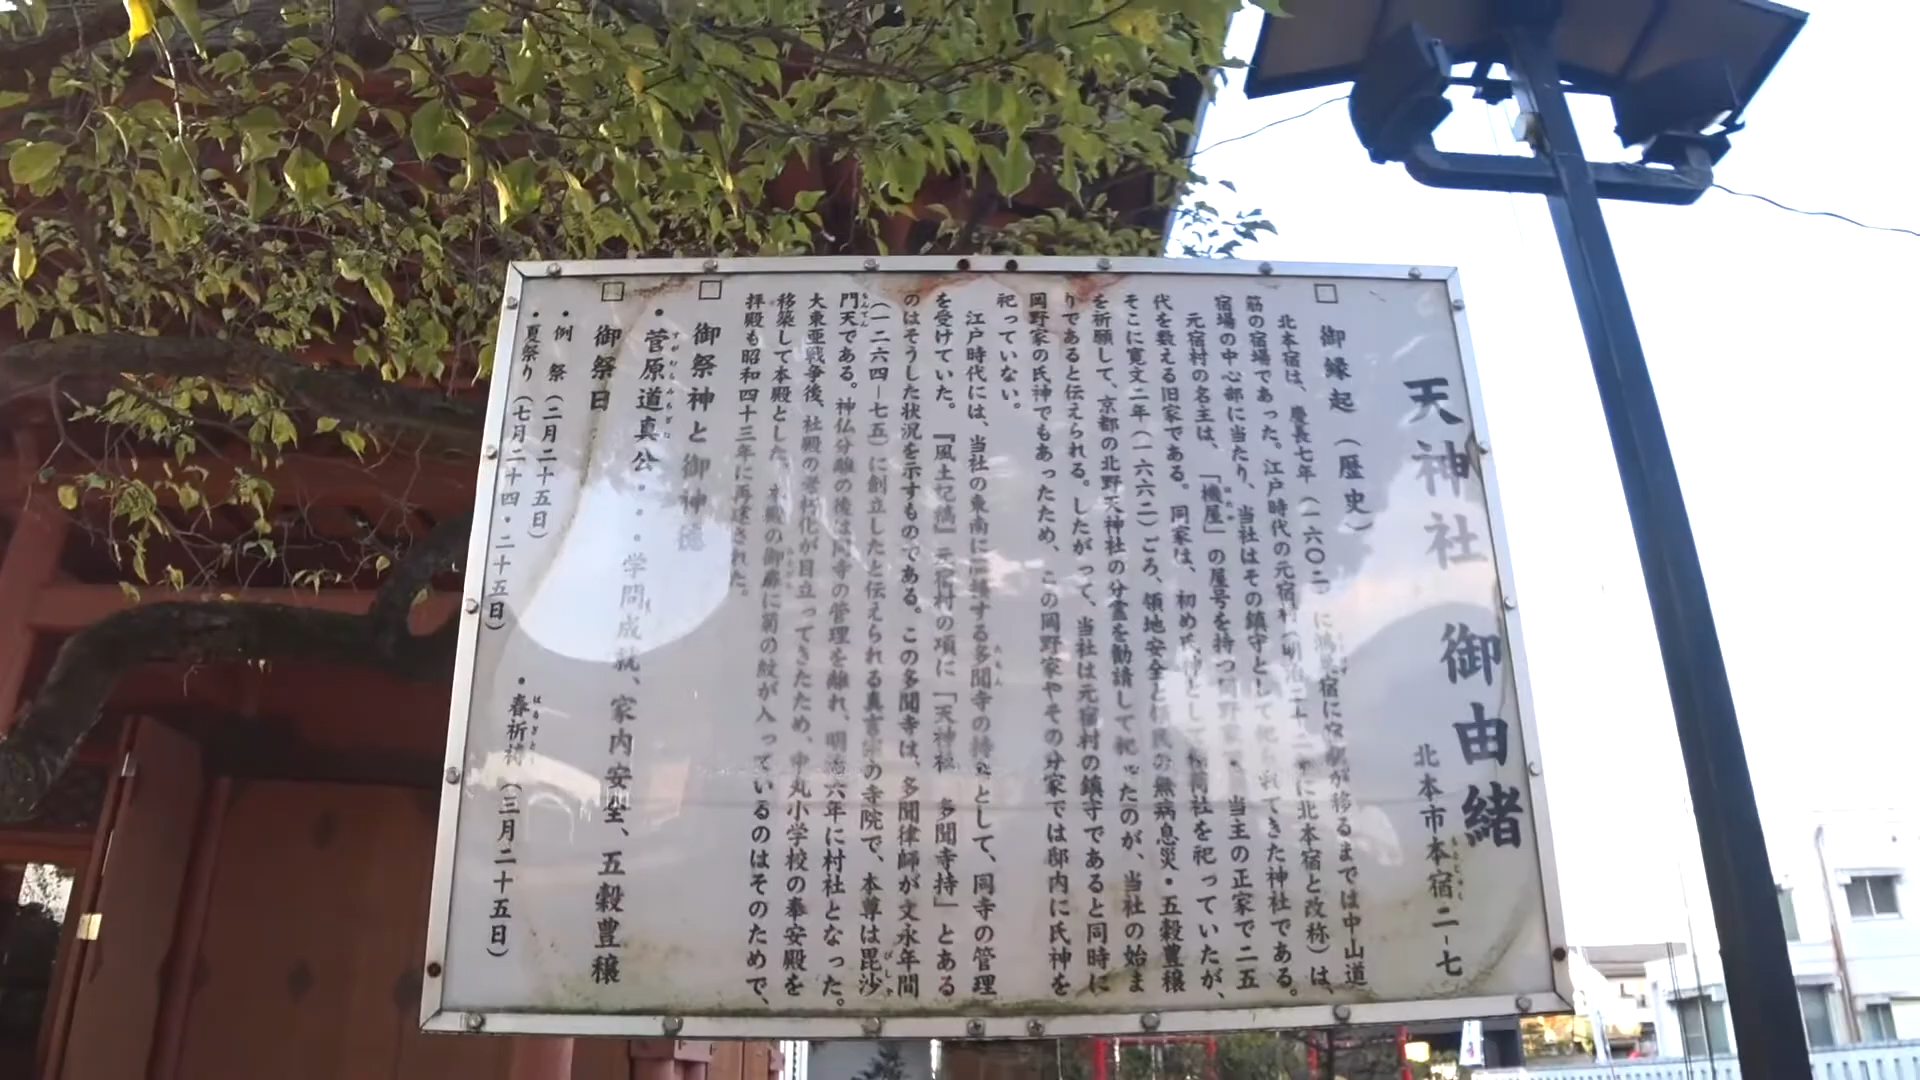 天神社 御由緒
北本市本宿二-七
□ 御縁起（歴史）
北本宿は、慶長七年（一六〇二）に鴻巣宿に宿駅が移るまでは中山道
筋の宿場であった。江戸時代の元宿村（明治二十二年に北本宿と改称）は、
宿場の中心部に当たり、当社はその鎮守として祀られてきた神社である。
元宿村の名主は、「機屋」の屋号を持つ岡野家で、当主の正家で二五
代を数える旧家である。同家は、初め氏神として稲荷社を祀っていたが、
そこに寛文二年（一六六二）ごろ、領地安全と住民の無病息災・五穀豊穣
を祈願して、京都の北野天神社の分霊を勧請して祀ったのが、当社の始ま
りであると伝えられる。したがって、当社は元宿村の鎮守であると同時に
岡野家の氏神でもあったため、この岡野家やその分家では邸内に氏神を
祀っていない。
江戸時代には、当社の東南に位置する多聞寺の持ちとして、同寺の管理
を受けていた。『風土記稿』元宿村の項に「天神社 多聞寺持」とある
のはそうした状況を示すものである。この多聞寺は、多聞律師が文永年間
（一二六四－七五）に創立したと伝えられる真言宗の寺院で、本尊は毘沙
門天である。神仏分離の後は同寺の管理を離れ、明治六年に村社となった。
大東亜戦争後、社殿の老朽化が目立ってきたため、中丸小学校の奉安殿を
移築して本殿とした。本殿の御扉に菊の紋が入っているのはそのためで、
拝殿も昭和四十三年に再建された。
□ 御祭神と御神徳
・菅原道真公。。。学問成就、家内安全、五穀豊穣
□ 御祭日
・例 祭（二月二十五日） ・春祈祷（三月二十五日）
・夏祭り（七月二十四・二十五日）